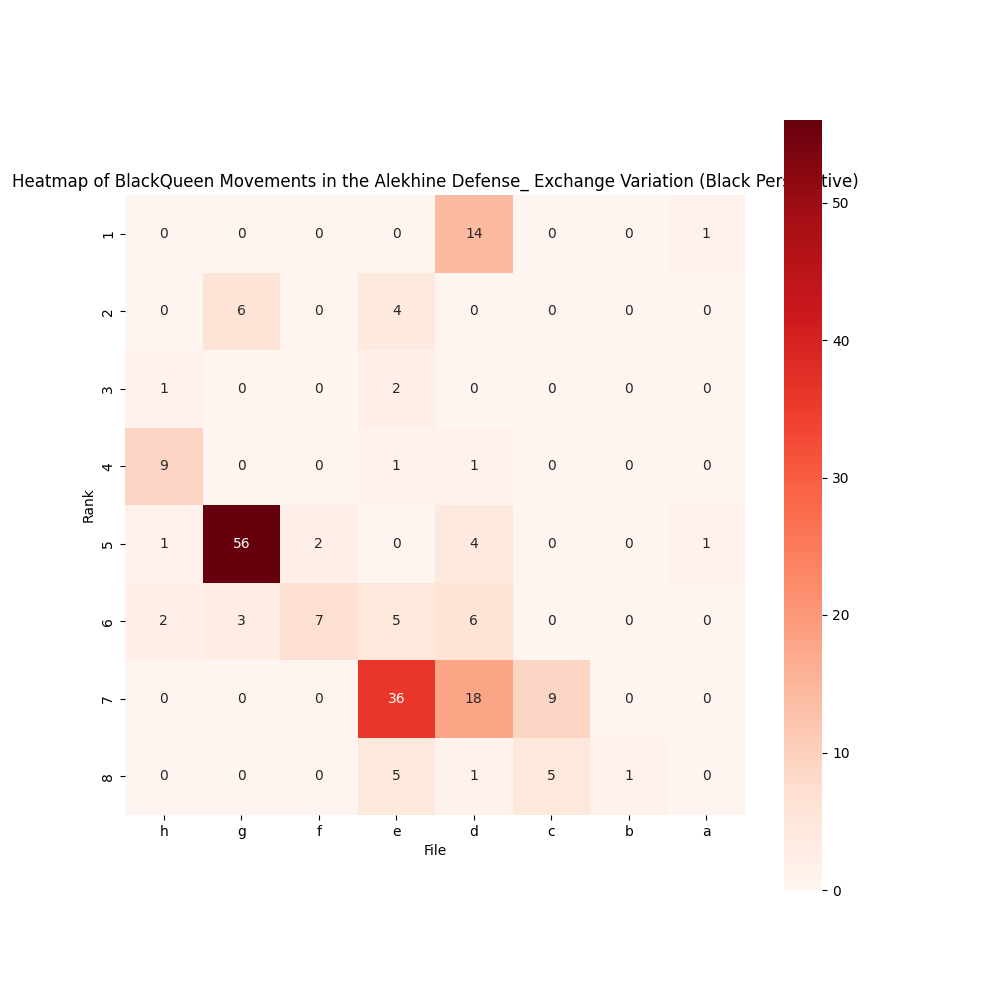 Heatmap of BlackQueen Movements in the Alekhine Defense_ Exchange Variation (Black Perspective)
1 0 0 0 0 14 0 0 1
2 0 6 0 4 0 0 0 0
3 1 0 0 2 0 0 0 0
4 9 0 0 1 1 0 0 0
Rank
5 1 56 2 0 4 0 0 1
6 2 3 7 5 6 0 0 0
7 0 0 0 36 18 9 0 0
8 0 0 0 5 1 5 1 0
h g f e d c b a
File
50
40
30
20
10
0